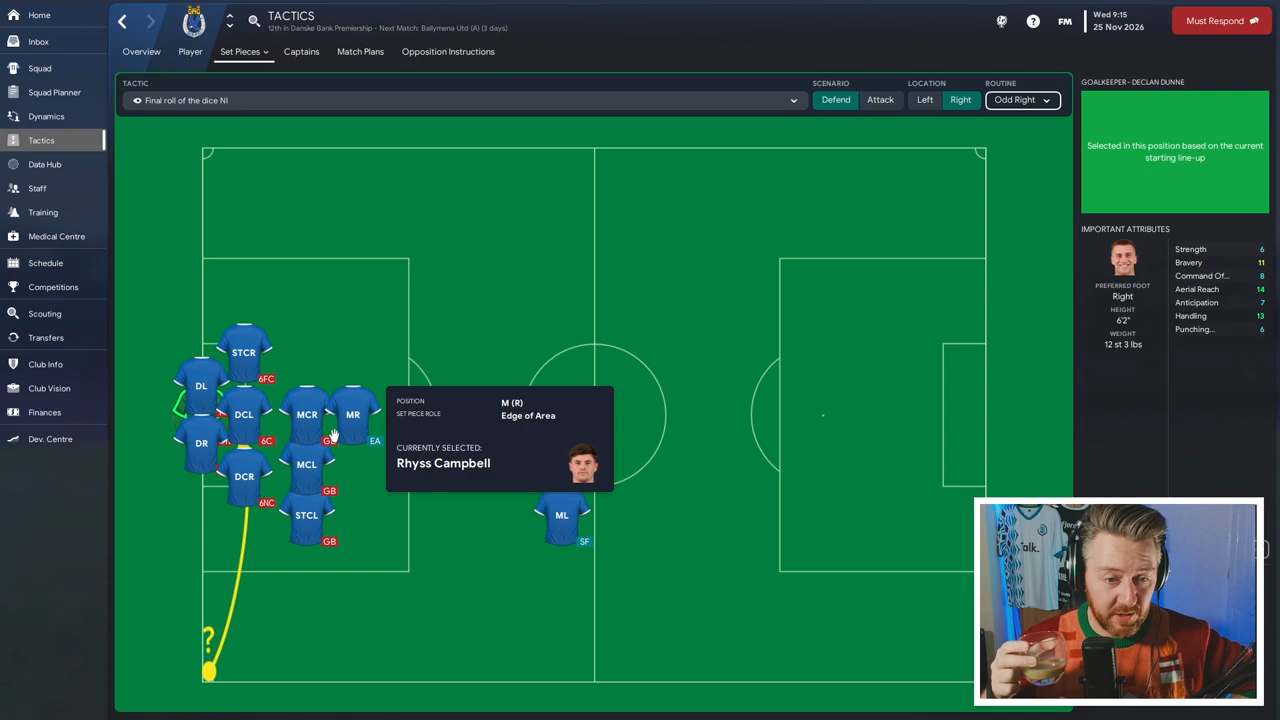 Home
Inbox
Squad
Squad Planner
Dynamics
Tactics
Data Hub
Staff
Training
Medical Centre
Schedule
Competitions
Scouting
Transfers
Club Info
Club Vision
Finances
Dev. Centre
TACTICS
12th in Danske Bank Premiership - Next Match: Ballymena Utd (A) (3 days)
? FM
Wed 9:15
25 Nov 2026
Must Respond
Overview Player Set Pieces Captains Match Plans Opposition Instructions
TACTIC SCENARIO LOCATION ROUTINE
Final roll of the dice NI Defend Attack Left Right Odd Right
STCR
6FC
DL
DCL MCR MR
6C EA
DR
MCL
DCR
GB
6NC
STCL
GB
ML
SF
?
POSITION M (R)
SET PIECE ROLE Edge of Area
CURRENTLY SELECTED:
Rhyss Campbell
GOALKEEPER - DECLAN DUNNE
Selected in this position based on the current
starting line-up
IMPORTANT ATTRIBUTES
PREFERRED FOOT
Right
HEIGHT
6'2"
WEIGHT
12 st 3 lbs
Strength 6
Bravery 11
Command Of... 8
Aerial Reach 14
Anticipation 7
Handling 13
Punching... 6
Talk.